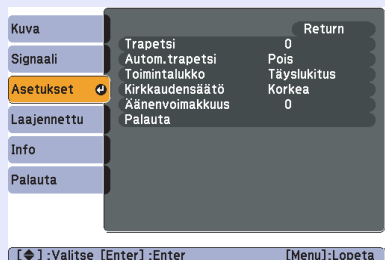 Kuva
Signaali
Asetukset
Laajennettu
Info
Palauta
Return
Trapetsi 0
Autom.trapetsi Pois
Toimintalukko Täyslukitus
Kirkkaudensäätö Korkea
Äänenvoimakkuus 0
Palauta
[ ] :Valitse [Enter] :Enter [Menu]:Lopeta